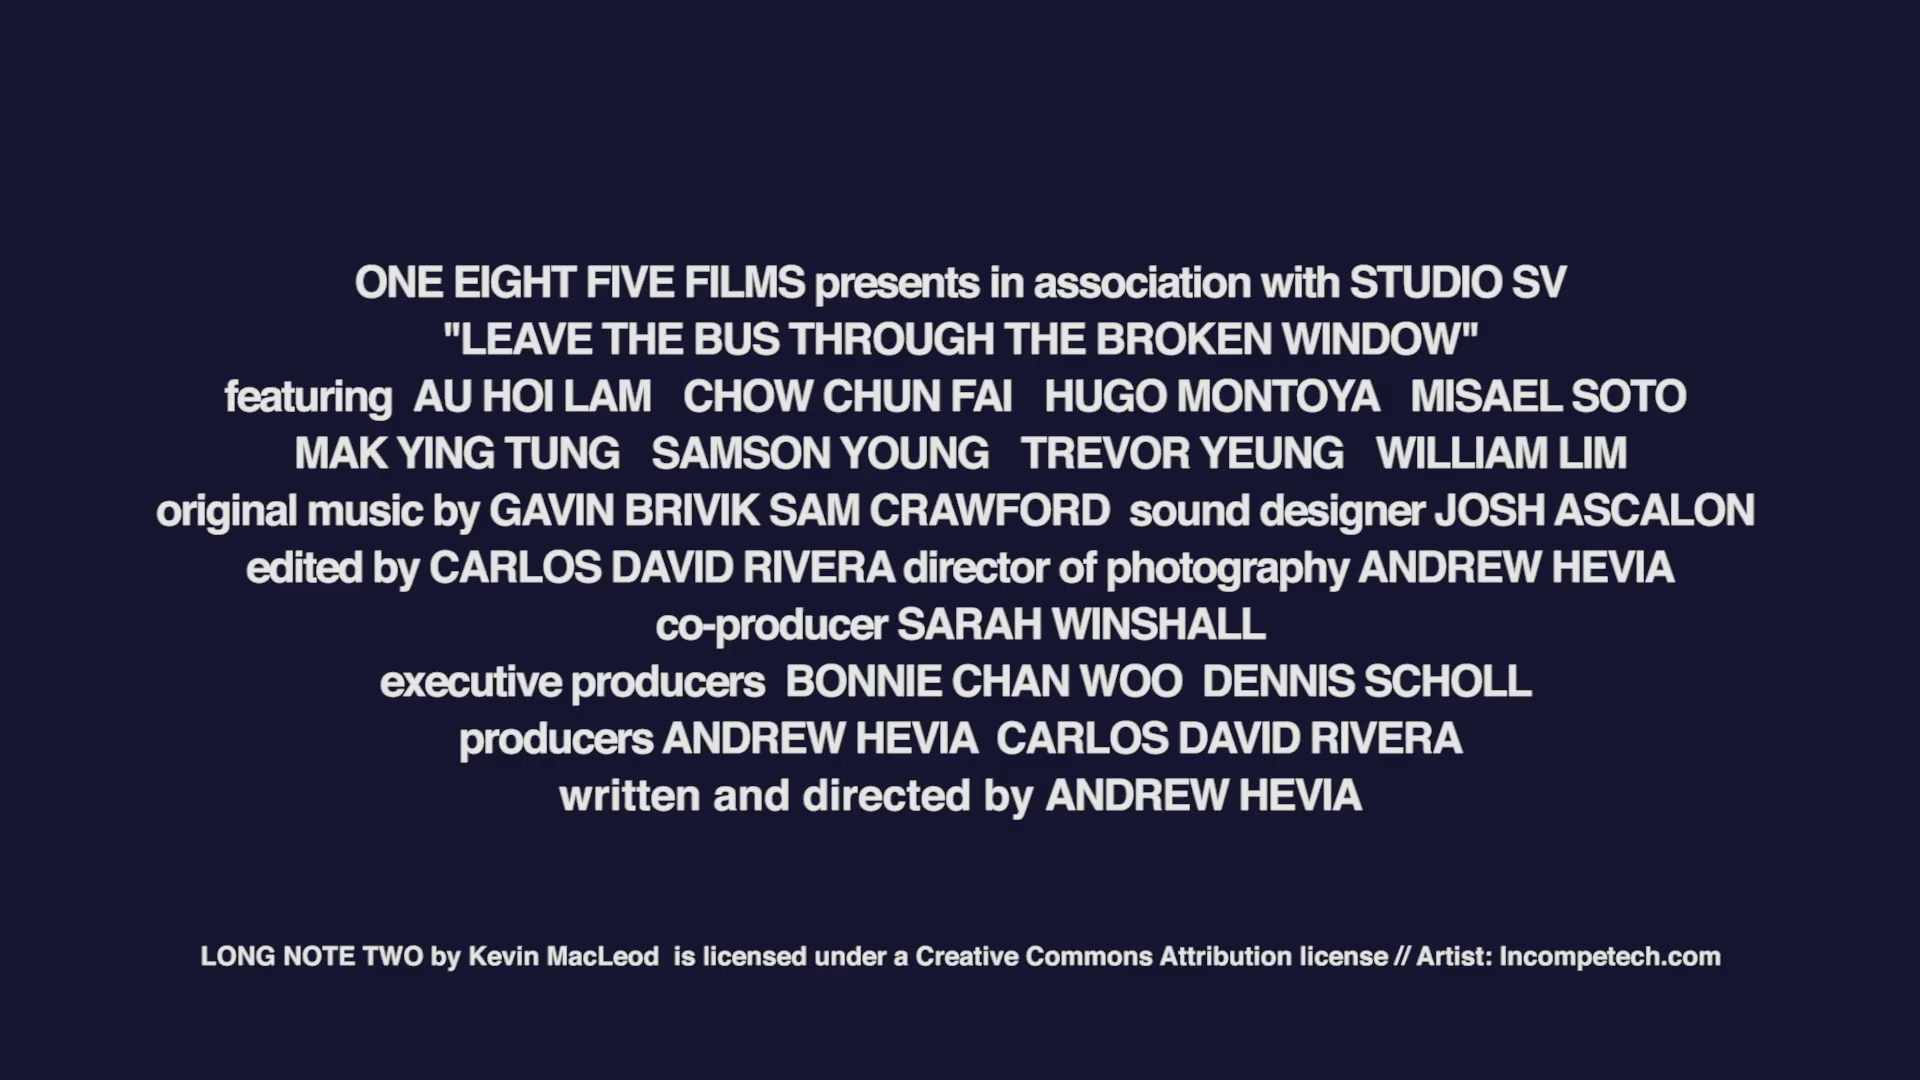 ONE EIGHT FIVE FILMS presents in association with STUDIO SV
"LEAVE THE BUS THROUGH THE BROKEN WINDOW"
featuring AU HOI LAM CHOW CHUN FAI HUGO MONTOYA MISAEL SOTO
MAK YING TUNG SAMSON YOUNG TREVOR YEUNG WILLIAM LIM
original music by GAVIN BRIVIK SAM CRAWFORD sound designer JOSH ASCALON
edited by CARLOS DAVID RIVERA director of photography ANDREW HEVIA
co-producer SARAH WINSHALL
executive producers BONNIE CHAN WOO DENNIS SCHOLL
producers ANDREW HEVIA CARLOS DAVID RIVERA
written and directed by ANDREW HEVIA
LONG NOTE TWO by Kevin MacLeod is licensed under a Creative Commons Attribution license // Artist: Incompetech.com